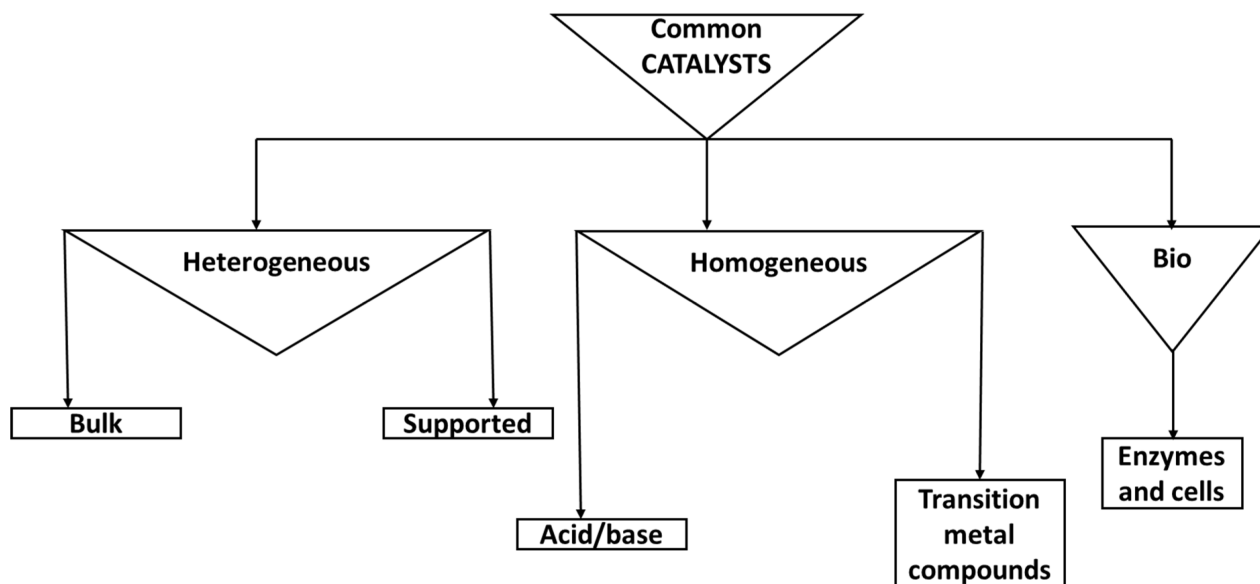 Common
CATALYSTS
Heterogeneous
Homogeneous
Bio
Bulk
Supported
Acid/base
Transition
metal
compounds
Enzymes
and cells